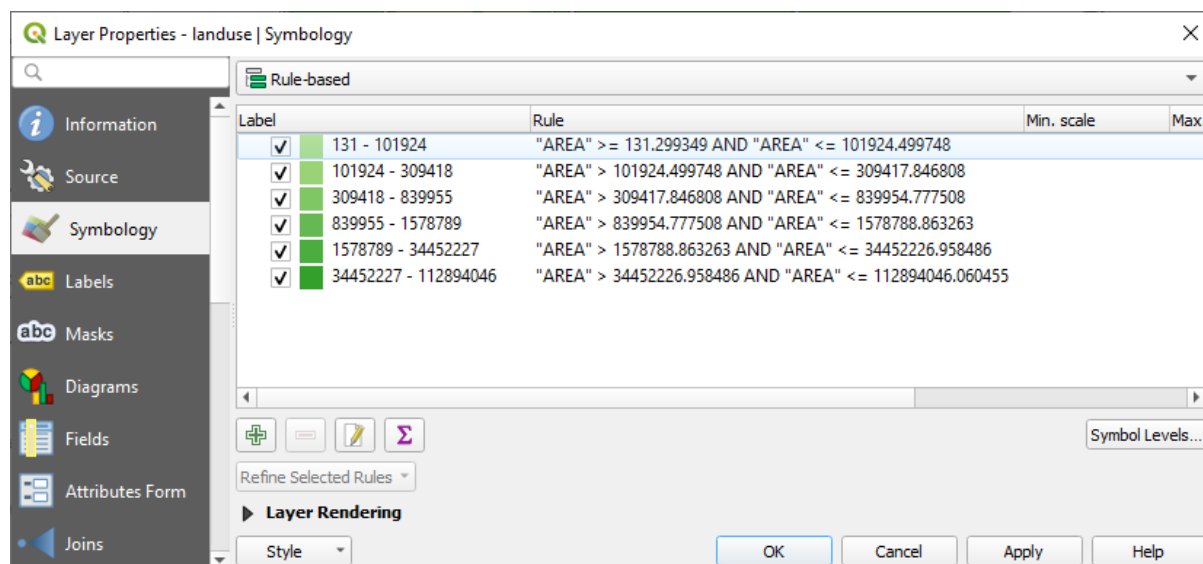 Layer Properties - landuse | Symbology
Rule-based
Information
Source
Symbology
abc Labels
abc Masks
Diagrams
Fields
Attributes Form
Joins
Label Rule Min. scale Max
131 - 101924 "AREA" >= 131.299349 AND "AREA" <= 101924.499748
101924 - 309418 "AREA" > 101924.499748 AND "AREA" <= 309417.846808
309418 - 839955 "AREA" > 309417.846808 AND "AREA" <= 839954.777508
839955 - 1578789 "AREA" > 839954.777508 AND "AREA" <= 1578788.863263
1578789 - 34452227 "AREA" > 1578788.863263 AND "AREA" <= 34452226.958486
34452227 - 112894046 "AREA" > 34452226.958486 AND "AREA" <= 112894046.060455
Σ
Symbol Levels...
Refine Selected Rules
Layer Rendering
Style OK Cancel Apply Help